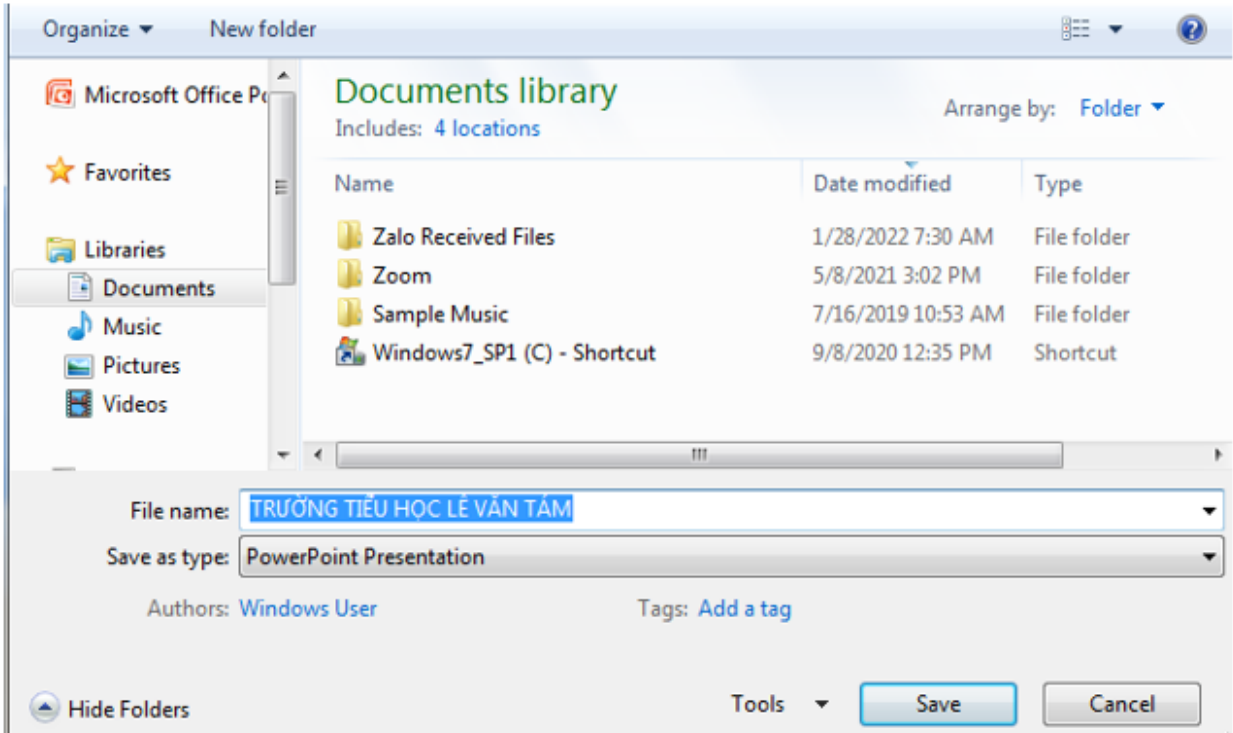 Organize New folder
Microsoft Office Po
Favorites
Libraries
Documents
Music
Pictures
Videos
Documents library
Includes: 4 locations
Arrange by: Folder
Name Date modified Type
Zalo Received Files 1/28/2022 7:30 AM File folder
Zoom 5/8/2021 3:02 PM File folder
Sample Music 7/16/2019 10:53 AM File folder
Windows7_SP1 (C) - Shortcut 9/8/2020 12:35 PM Shortcut
File name: TRƯỜNG TIỂU HỌC LÊ VĂN TÁM
Save as type: PowerPoint Presentation
Authors: Windows User Tags: Add a tag
Hide Folders Tools Save Cancel